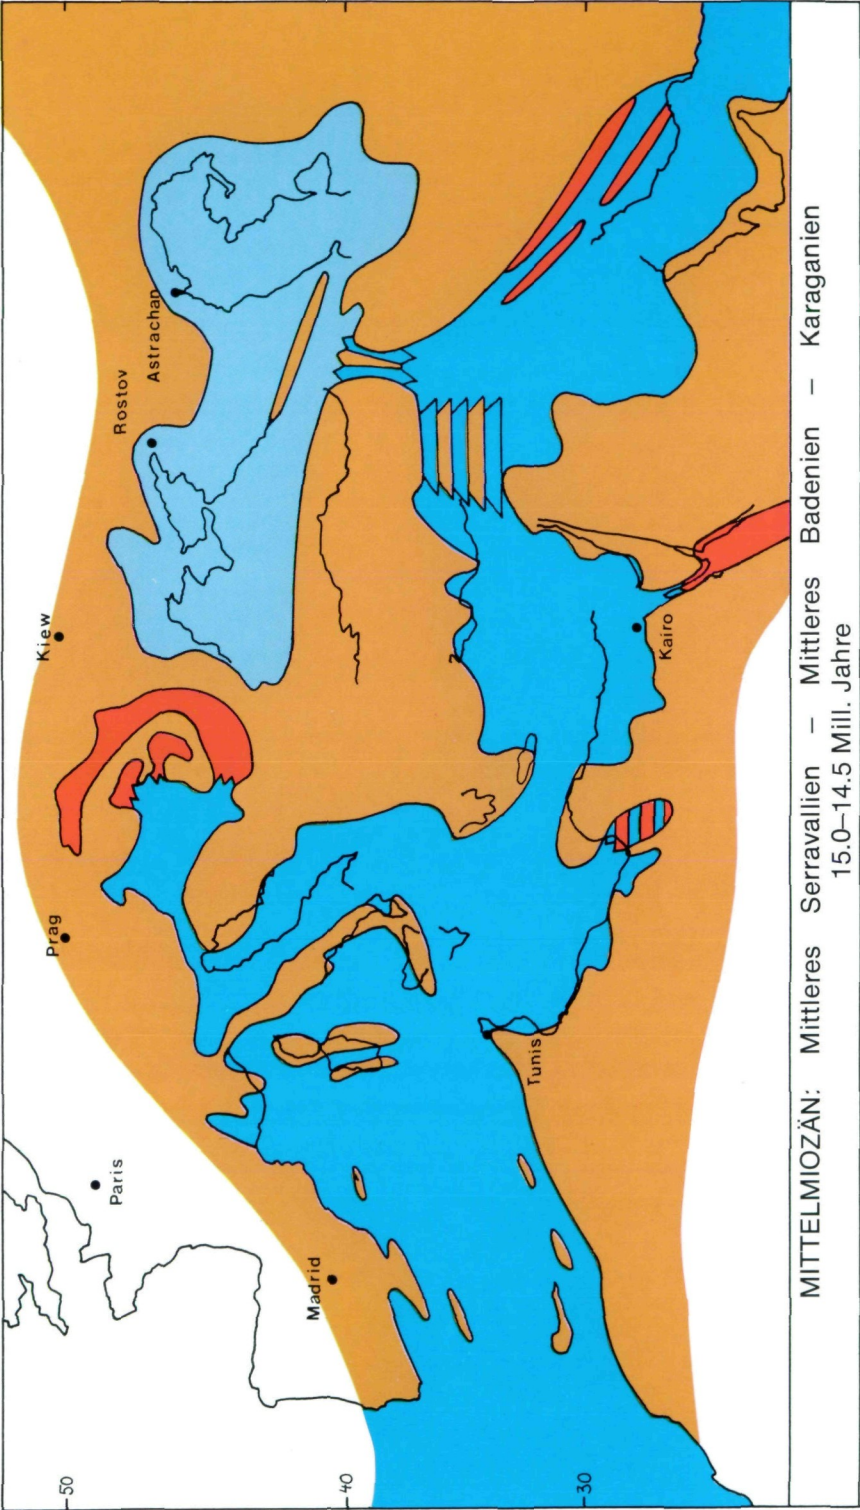 50
40
30
Kiew
Rostov
Astrachan
Prag
Paris
Madrid
Tunis
Kairo
MITTELMIOZÄN: Mittleres Serravallien – Mittleres Badenien – Karaganien
15.0–14.5 Mill. Jahre